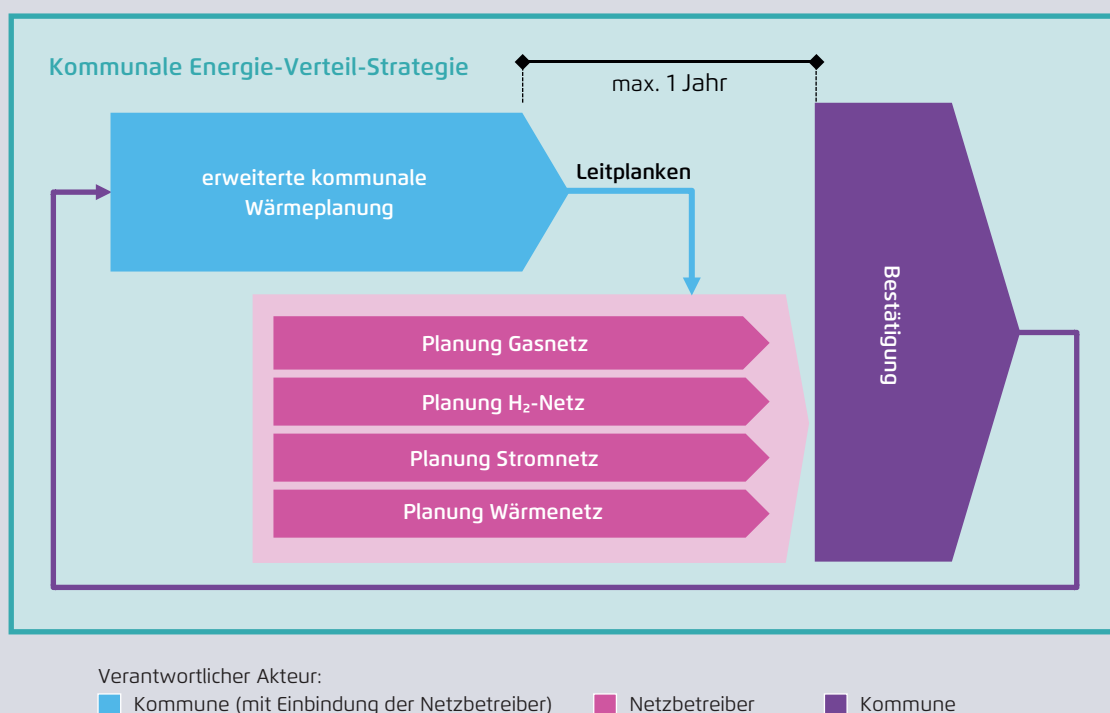 Kommunale Energie-Verteil-Strategie
max. 1 Jahr
erweiterte kommunale
Wärmeplanung
Leitplanken
Planung Gasnetz
Planung H₂-Netz
Planung Stromnetz
Planung Wärmenetz
Bestätigung
Verantwortlicher Akteur:
Kommune (mit Einbindung der Netzbetreiber)
Netzbetreiber
Kommune